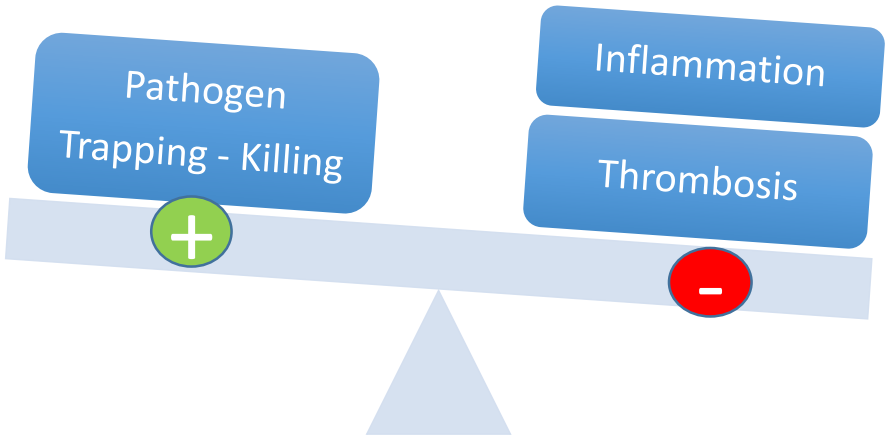 Pathogen
Trapping - Killing
+
Inflammation
Thrombosis
-